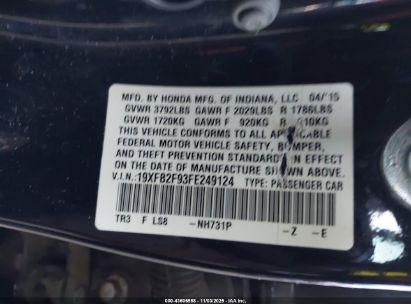 MFD. BY HONDA MFG. OF INDIANA, LLC 04/15
GVWR 3792LBS GAWR F 2029LBS R 1786LBS
GVWR 1720KG GAWR F 920KG R 810KG
THIS VEHICLE CONFORMS TO ALL APPLICABLE
FEDERAL MOTOR VEHICLE SAFETY, BUMPER,
AND THEFT PREVENTION STANDARDS IN EFFECT
ON THE DATE OF MANUFACTURE SHOWN ABOVE.
V.I.N.:19XFB2F93FE249124 TYPE:PASSENGER CAR
TR3 F LS8 -NH731P -Z -E